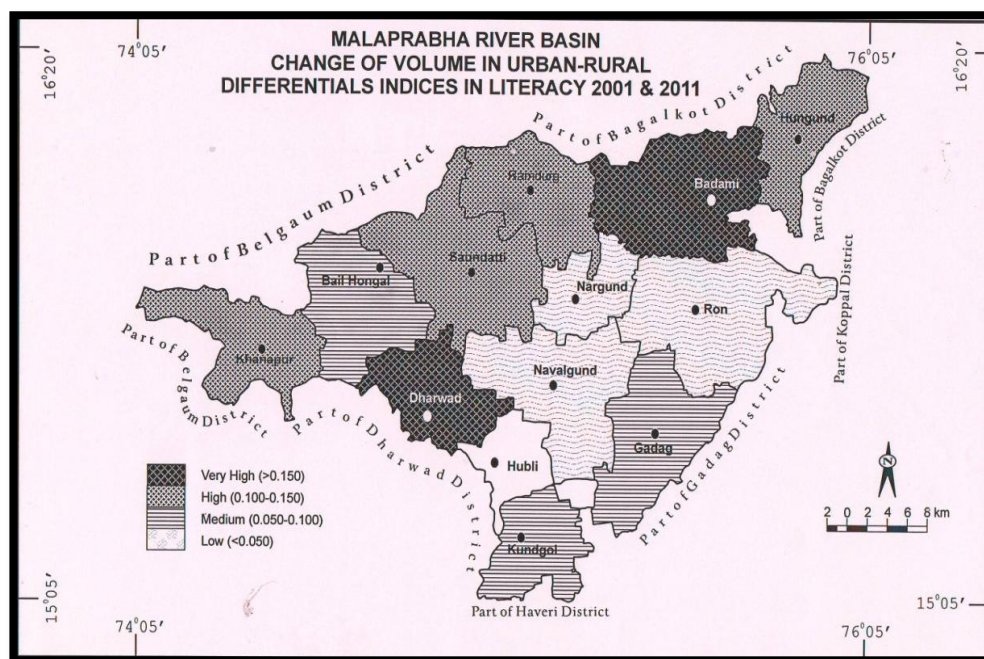 MALAPRABHA RIVER BASIN
CHANGE OF VOLUME IN URBAN-RURAL
DIFFERENTIALS INDICES IN LITERACY 2001 & 2011
74°05'
76°05'
16°20'
16°20'
Part of Bagalkot District
Hungund
Part of Bagalkot District
Ramdurg
Badami
Part of Belgaum District
Saundatti
Bail Hongal
Nargund
Ron
Part of Koppal District
Khanapur
Part of Belgaum District
Navalgund
Dharwad
Part of Dharwad District
Gadag
Part of Gadag District
Hubli
Kundgol
Part of Haveri District
Very High (>0.150)
High (0.100-0.150)
Medium (0.050-0.100)
Low (<0.050)
N
2 0 2 4 6 8 km
15°05'
15°05'
74°05'
76°05'